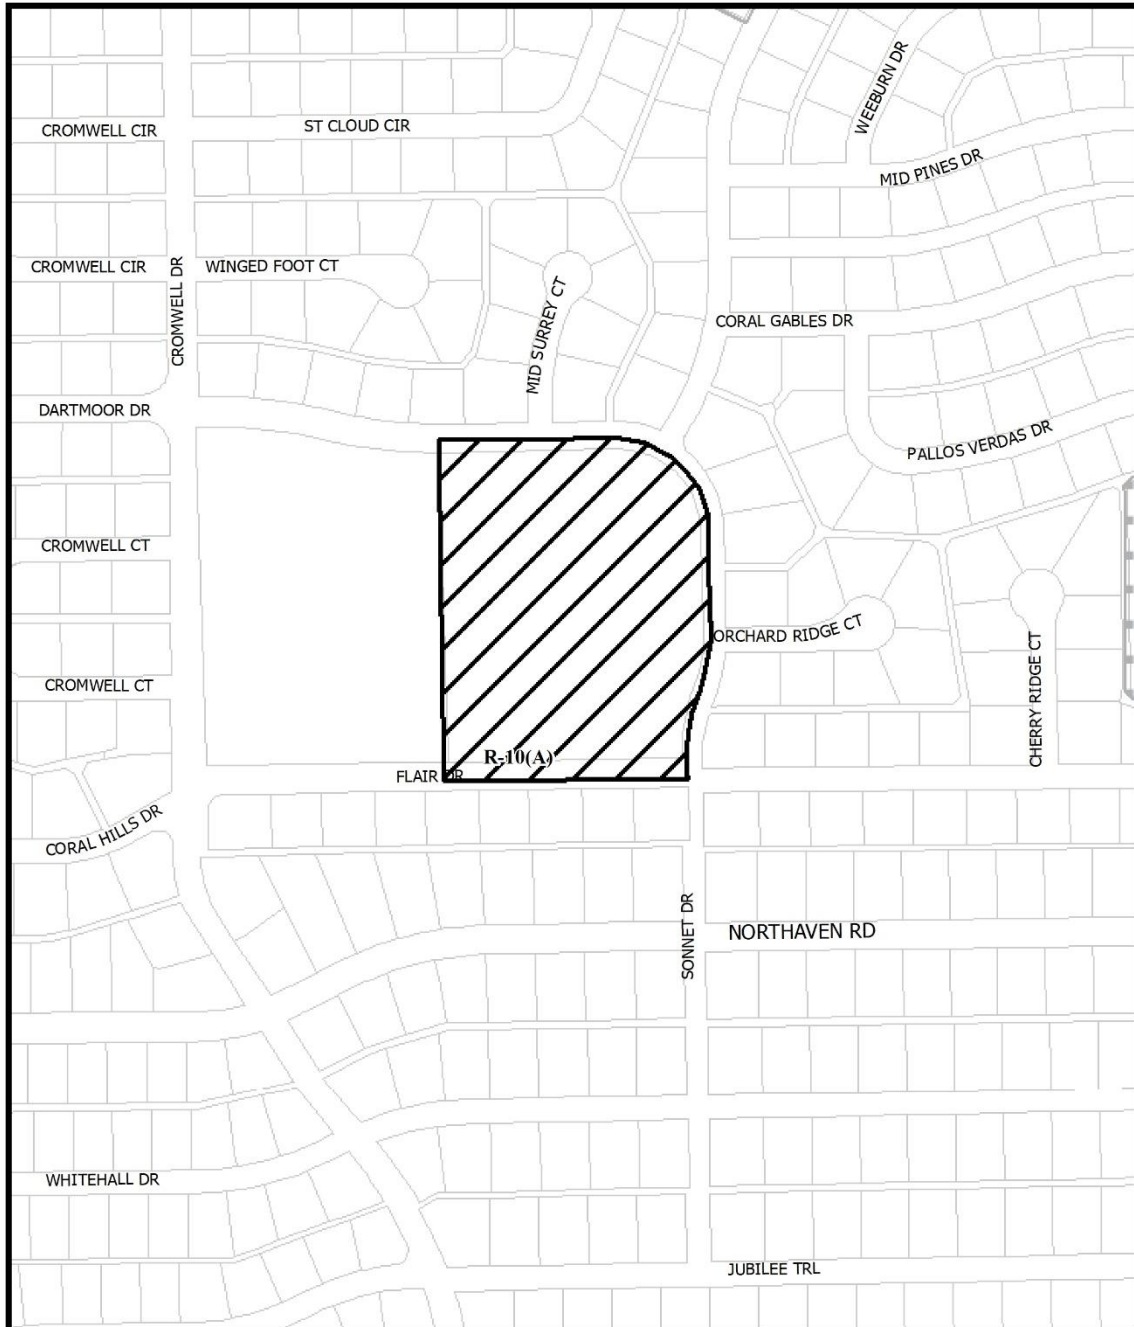 WEEBURN DR
CROMWELL CIR
ST CLOUD CIR
MID PINES DR
CROMWELL CIR
WINGED FOOT CT
CROMWELL DR
MID SURREY CT
CORAL GABLES DR
DARTMOOR DR
PALLOS VERDAS DR
CROMWELL CT
ORCHARD RIDGE CT
CROMWELL CT
CHERRY RIDGE CT
R-10(A)
FLAIR DR
CORAL HILLS DR
SONNET DR
NORTHAVEN RD
WHITEHALL DR
JUBILEE TRL